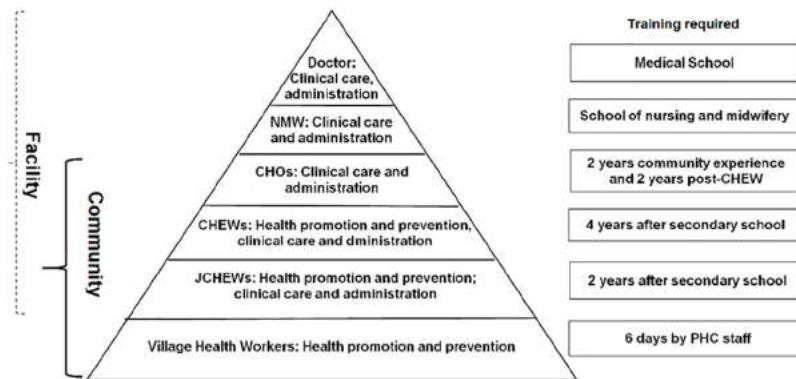 Training required
Doctor:
Clinical care,
administration
Medical School
NMW: Clinical care
and administration
School of nursing and midwifery
CHOs: Clinical care and
administration
2 years community experience
and 2 years post-CHEW
CHEWs: Health promotion and prevention,
clinical care and dministration
4 years after secondary school
JCHEWs: Health promotion and prevention;
clinical care and administration
2 years after secondary school
Village Health Workers: Health promotion and prevention
6 days by PHC staff
Facility
Community